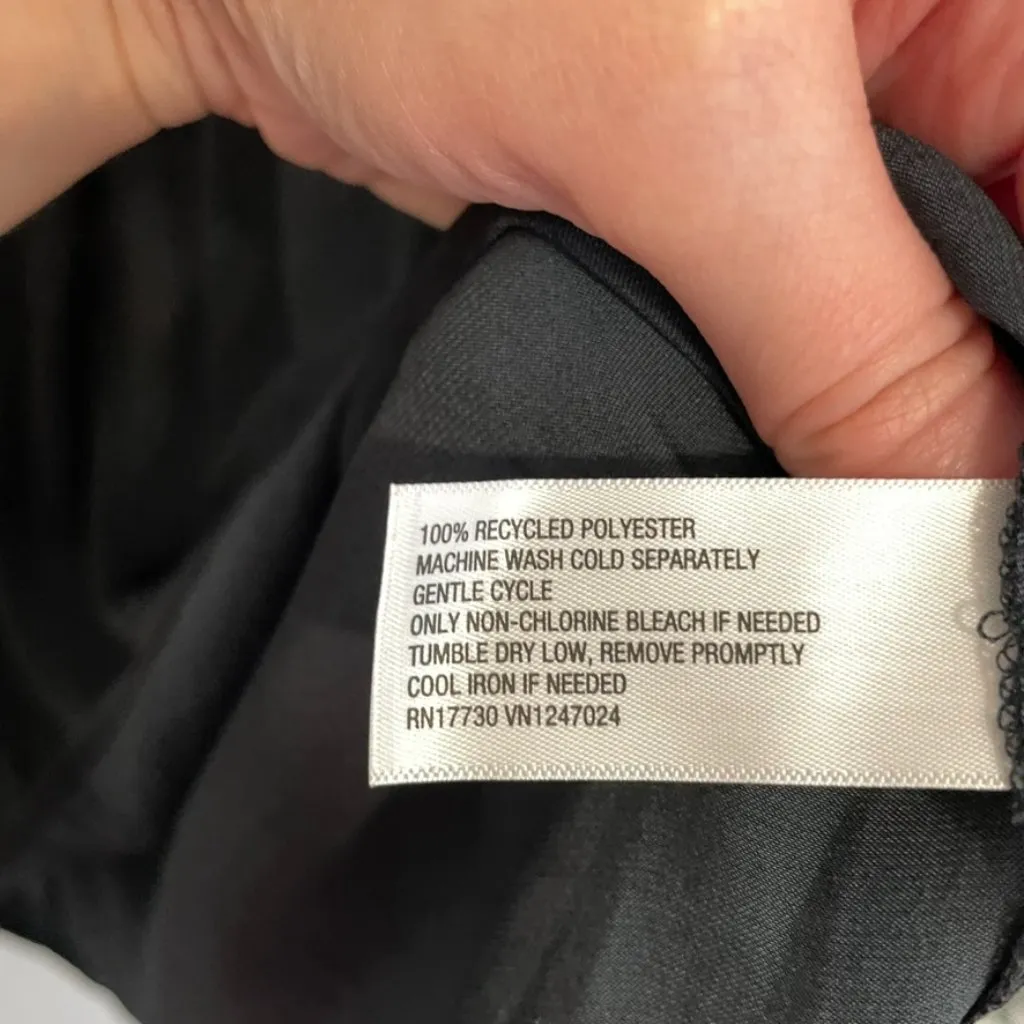 100% RECYCLED POLYESTER
MACHINE WASH COLD SEPARATELY
GENTLE CYCLE
ONLY NON-CHLORINE BLEACH IF NEEDED
TUMBLE DRY LOW, REMOVE PROMPTLY
COOL IRON IF NEEDED
RN17730 VN1247024